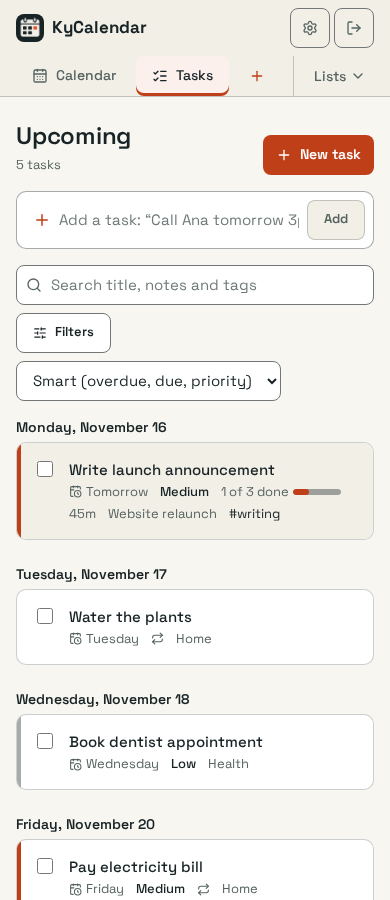 KyCalendar
Calendar
Tasks
Lists
Upcoming
5 tasks
New task
Add a task: “Call Ana tomorrow 3p
Add
Search title, notes and tags
Filters
Smart (overdue, due, priority)
Monday, November 16
Write launch announcement
Tomorrow Medium 1 of 3 done
45m Website relaunch #writing
Tuesday, November 17
Water the plants
Tuesday Home
Wednesday, November 18
Book dentist appointment
Wednesday Low Health
Friday, November 20
Pay electricity bill
Friday Medium Home